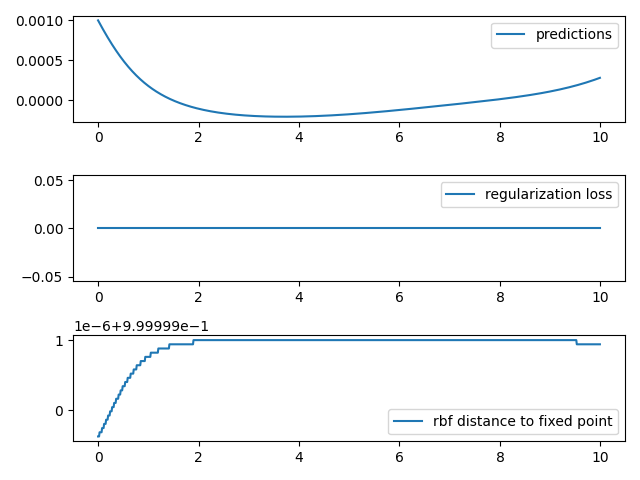 0.0010
0.0005
0.0000
predictions
0 2 4 6 8 10
0.05
0.00
−0.05
regularization loss
0 2 4 6 8 10
1e-6+9.99999e-1
1
0
rbf distance to fixed point
0 2 4 6 8 10